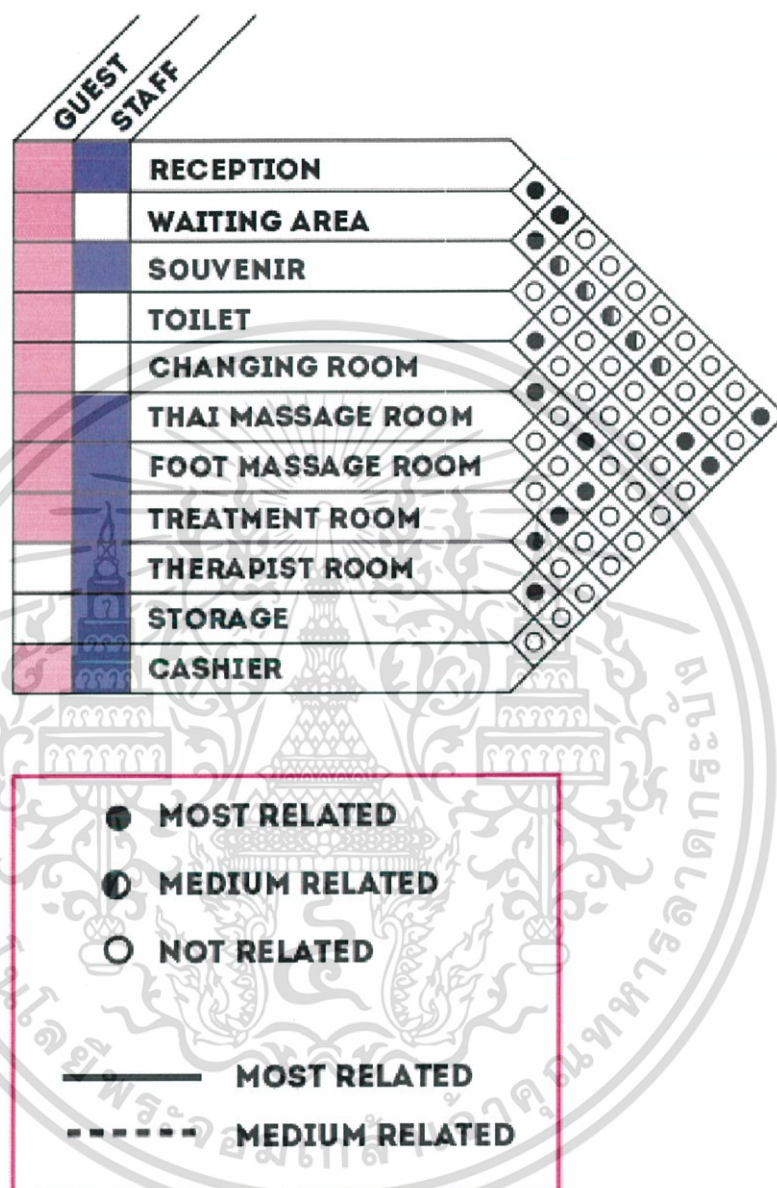 GUEST
STAFF
RECEPTION
WAITING AREA
SOUVENIR
TOILET
CHANGING ROOM
THAI MASSAGE ROOM
FOOT MASSAGE ROOM
TREATMENT ROOM
THERAPIST ROOM
STORAGE
CASHIER
MOST RELATED
MEDIUM RELATED
NOT RELATED
MOST RELATED
MEDIUM RELATED